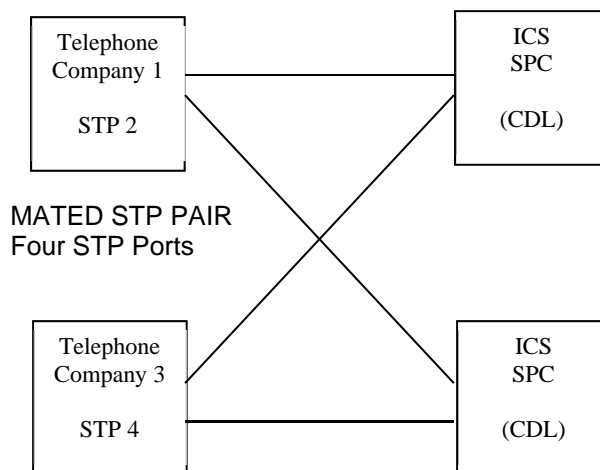 Telephone
Company 1
STP 2
ICS
SPC
(CDL)
MATED STP PAIR
Four STP Ports
Telephone
Company 3
STP 4
ICS
SPC
(CDL)